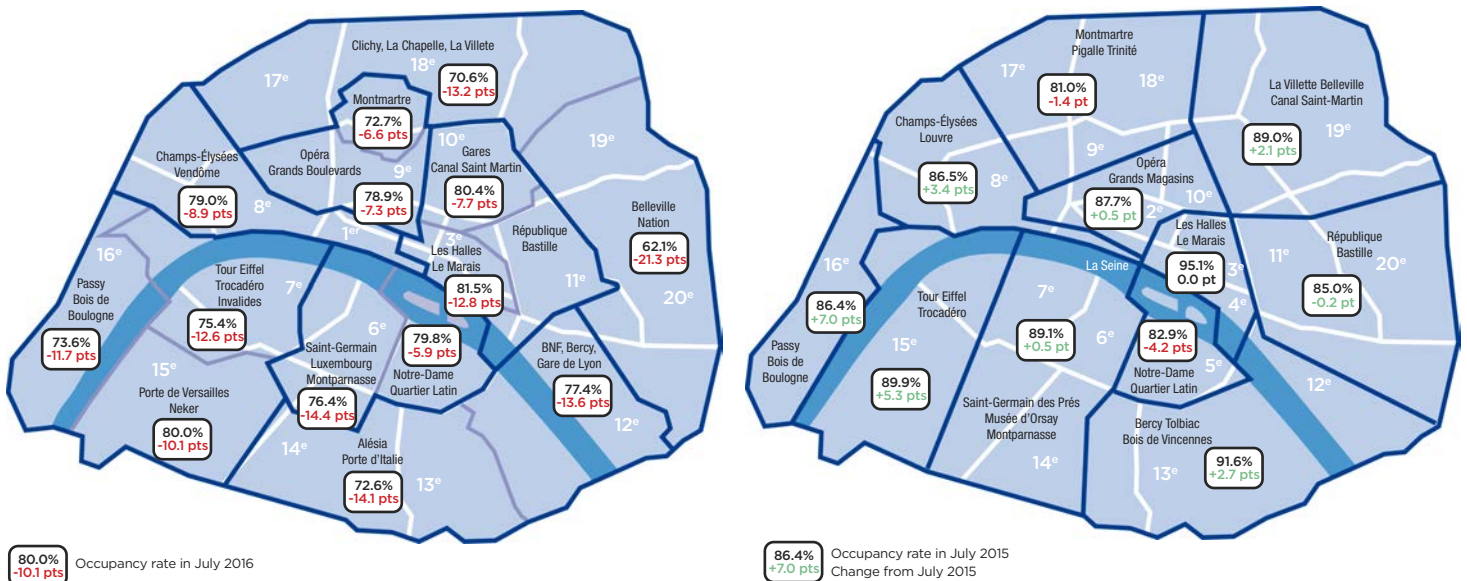 Clichy, La Chapelle, La Villete
17e
18e
70.6%
-13.2 pts
Montmartre
72.7%
-6.6 pts
10e
19e
Champs-Élysées
Vendôme
79.0%
-8.9 pts
8e
Opéra
Grands Boulevards
9e
78.9%
-7.3 pts
Gares
Canal Saint Martin
80.4%
-7.7 pts
Belleville
Nation
62.1%
-21.3 pts
20e
République
Bastille
11e
1er
3e
Les Halles
Le Marais
81.5%
-12.8 pts
16e
Passy
Bois de
Boulogne
73.6%
-11.7 pts
Tour Eiffel
Trocadéro
Invalides
75.4%
-12.6 pts
7e
6e
Saint-Germain
Luxembourg
Montparnasse
76.4%
-14.4 pts
79.8%
-5.9 pts
Notre-Dame
Quartier Latin
BNF, Bercy,
Gare de Lyon
77.4%
-13.6 pts
12e
15e
Porte de Versailles
Neker
80.0%
-10.1 pts
14e
Alésia
Porte d'Italie
72.6%
-14.1 pts
13e
80.0%
-10.1 pts
Occupancy rate in July 2016
Montmartre
Pigalle Trinité
17e
18e
81.0%
-1.4 pt
La Villette Belleville
Canal Saint-Martin
89.0%
+2.1 pts
19e
Champs-Élysées
Louvre
86.5%
+3.4 pts
8e
9e
Opéra
Grands Magasins
87.7%
+0.5 pt
2e
10e
Les Halles
Le Marais
95.1%
0.0 pt
3e
4e
11e
République
Bastille
85.0%
-0.2 pt
20e
La Seine
16e
86.4%
+7.0 pts
Passy
Bois de
Boulogne
Tour Eiffel
Trocadéro
15e
89.9%
+5.3 pts
7e
89.1%
+0.5 pt
6e
Saint-Germain des Prés
Musée d'Orsay
Montparnasse
14e
82.9%
-4.2 pts
Notre-Dame
Quartier Latin
5e
12e
Bercy Tolbiac
Bois de Vincennes
13e
91.6%
+2.7 pts
86.4%
+7.0 pts
Occupancy rate in July 2015
Change from July 2015